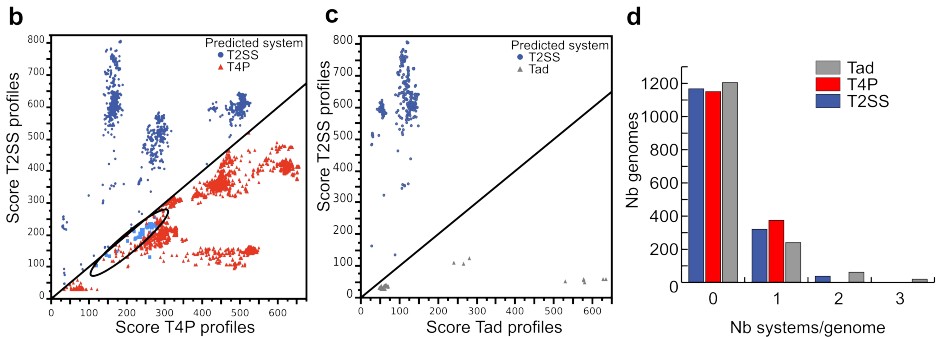 b
Score T2SS profiles
800
700
600
500
400
300
200
100
0
Predicted system
T2SS
T4P
0 100 200 300 400 500 600
Score T4P profiles
c
Score T2SS profiles
800
700
600
500
400
300
200
100
0
Predicted system
T2SS
Tad
0 100 200 300 400 500 600
Score Tad profiles
d
Nb genomes
1200
1000
800
600
400
200
0
Tad
T4P
T2SS
0 1 2 3
Nb systems/genome